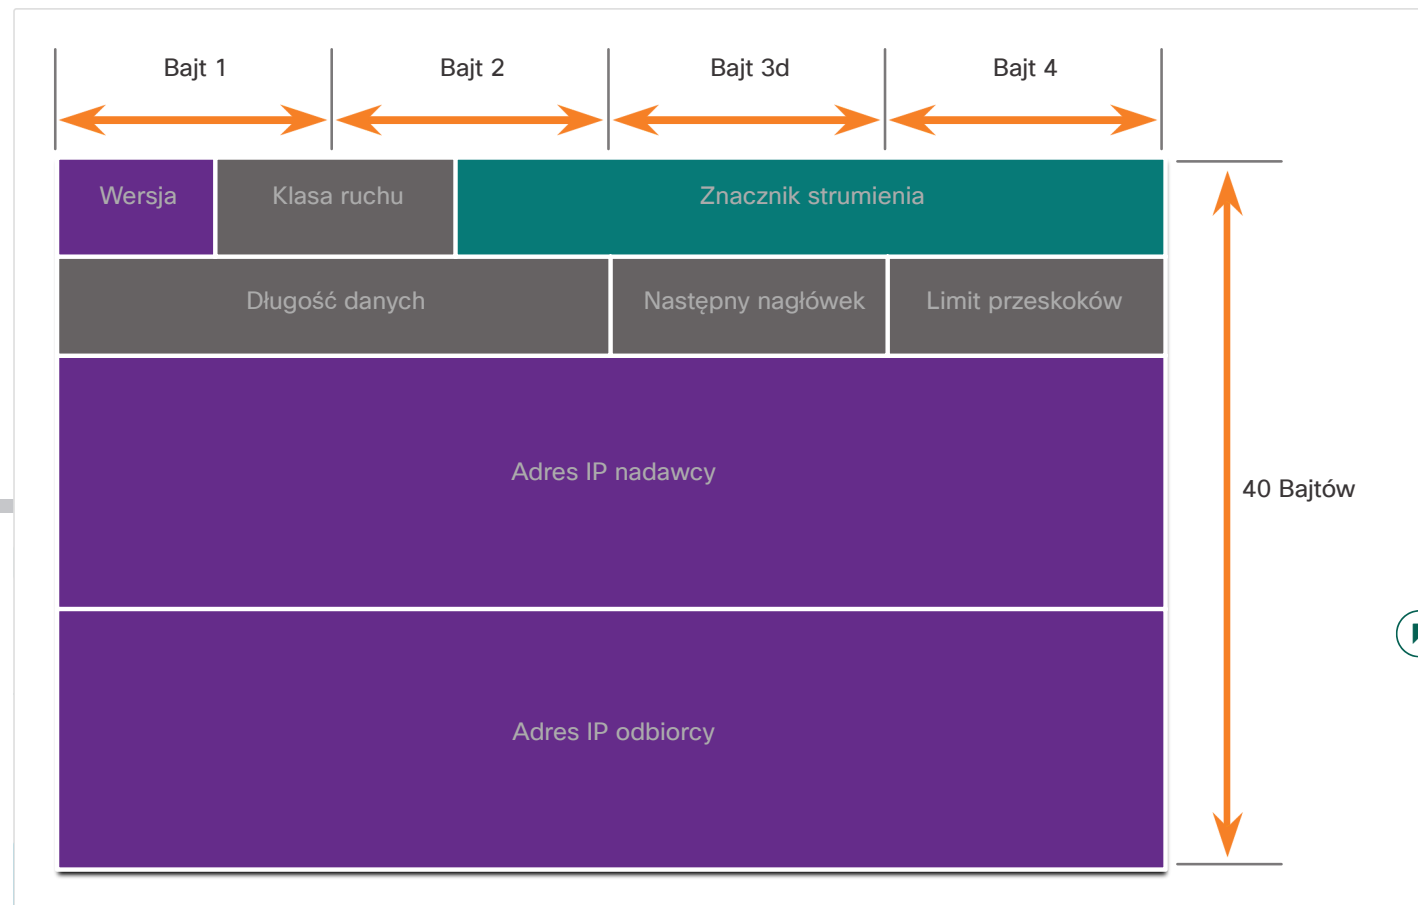 Bajt 1
Bajt 2
Bajt 3d
Bajt 4
Wersja
Klasa ruchu
Znacznik strumienia
Długość danych
Następny nagłówek
Limit przeskoków
Adres IP nadawcy
40 Bajtów
Adres IP odbiorcy